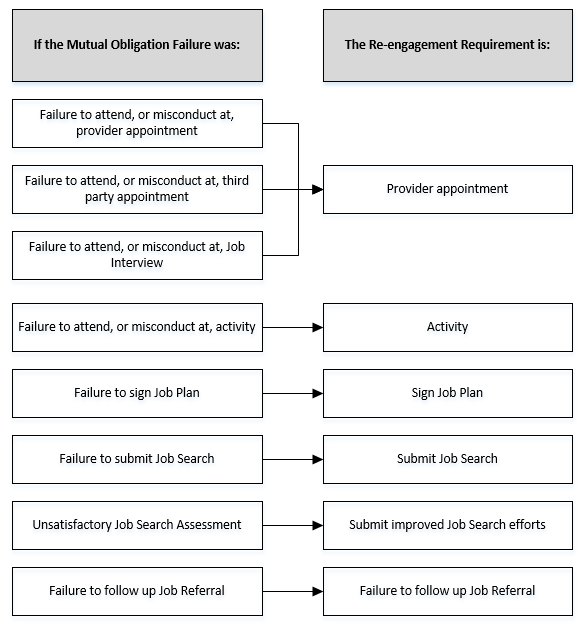 If the Mutual Obligation Failure was:
The Re-engagement Requirement is:
Failure to attend, or misconduct at,
provider appointment
Failure to attend, or misconduct at, third
party appointment
Provider appointment
Failure to attend, or misconduct at, Job
Interview
Failure to attend, or misconduct at, activity
Activity
Failure to sign Job Plan
Sign Job Plan
Failure to submit Job Search
Submit Job Search
Unsatisfactory Job Search Assessment
Submit improved Job Search efforts
Failure to follow up Job Referral
Failure to follow up Job Referral